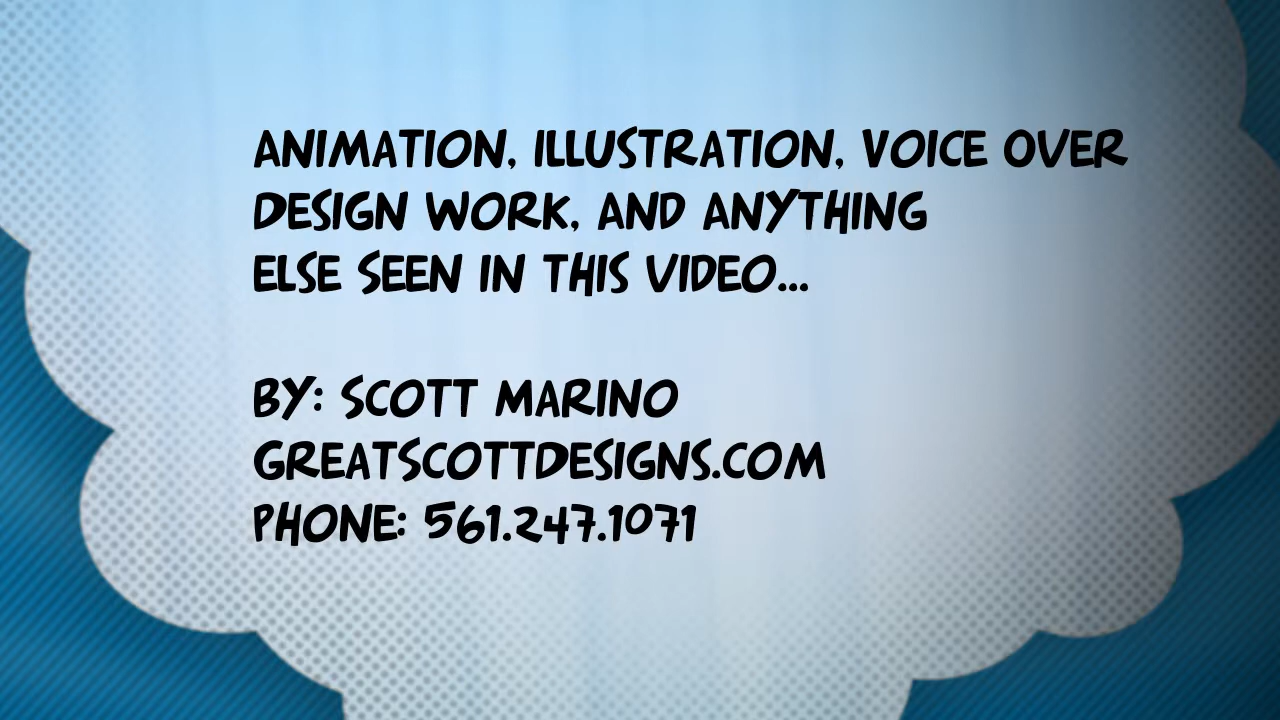 ANIMATION, ILLUSTRATION, VOICE OVER
DESIGN WORK, AND ANYTHING
ELSE SEEN IN THIS VIDEO...
BY: SCOTT MARINO
GREATSCOTTDESIGNS.COM
PHONE: 561.247.1071